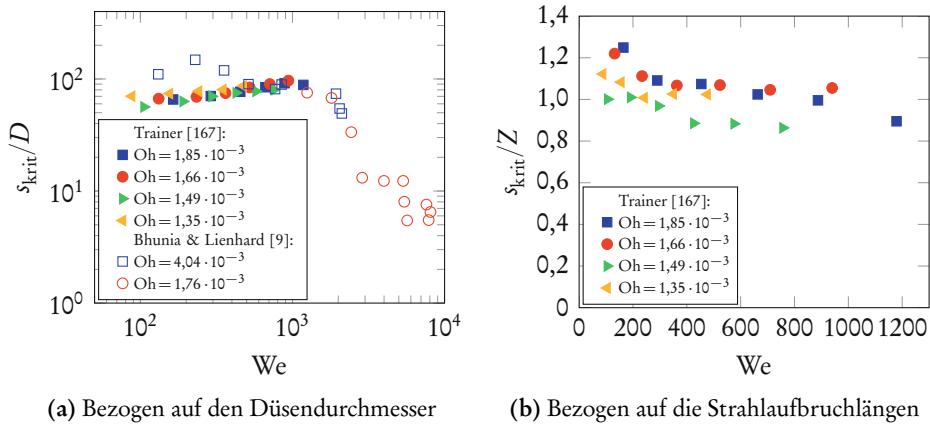 s_krit/D
10²
10¹
10⁰
Trainer [167]:
Oh = 1,85 · 10⁻³
Oh = 1,66 · 10⁻³
Oh = 1,49 · 10⁻³
Oh = 1,35 · 10⁻³
Bhunia & Lienhard [9]:
Oh = 4,04 · 10⁻³
Oh = 1,76 · 10⁻³
10² 10³ 10⁴
We
(a) Bezogen auf den Düsendurchmesser
s_krit/Z
1,4
1,2
1,0
0,8
0,6
0,4
0,2
0
Trainer [167]:
Oh = 1,85 · 10⁻³
Oh = 1,66 · 10⁻³
Oh = 1,49 · 10⁻³
Oh = 1,35 · 10⁻³
0 200 400 600 800 1000 1200
We
(b) Bezogen auf die Strahlaufbruchlängen